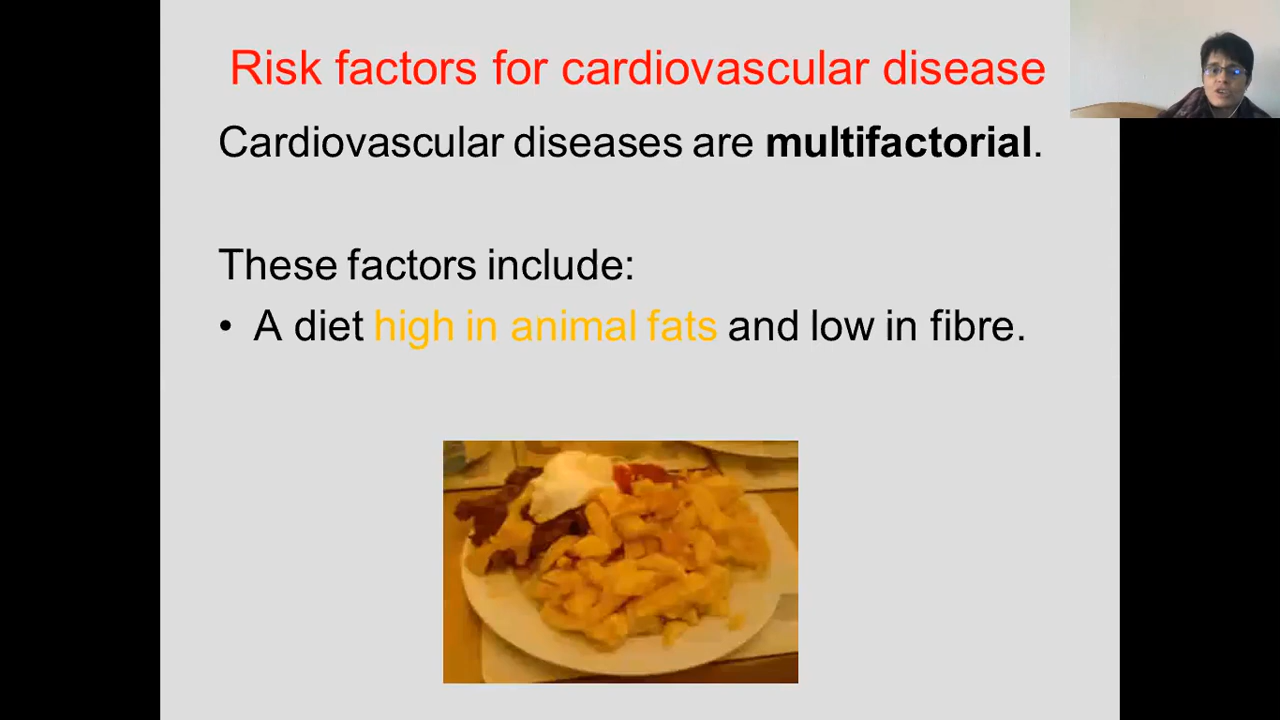 Risk factors for cardiovascular disease
Cardiovascular diseases are multifactorial.
These factors include:
• A diet high in animal fats and low in fibre.